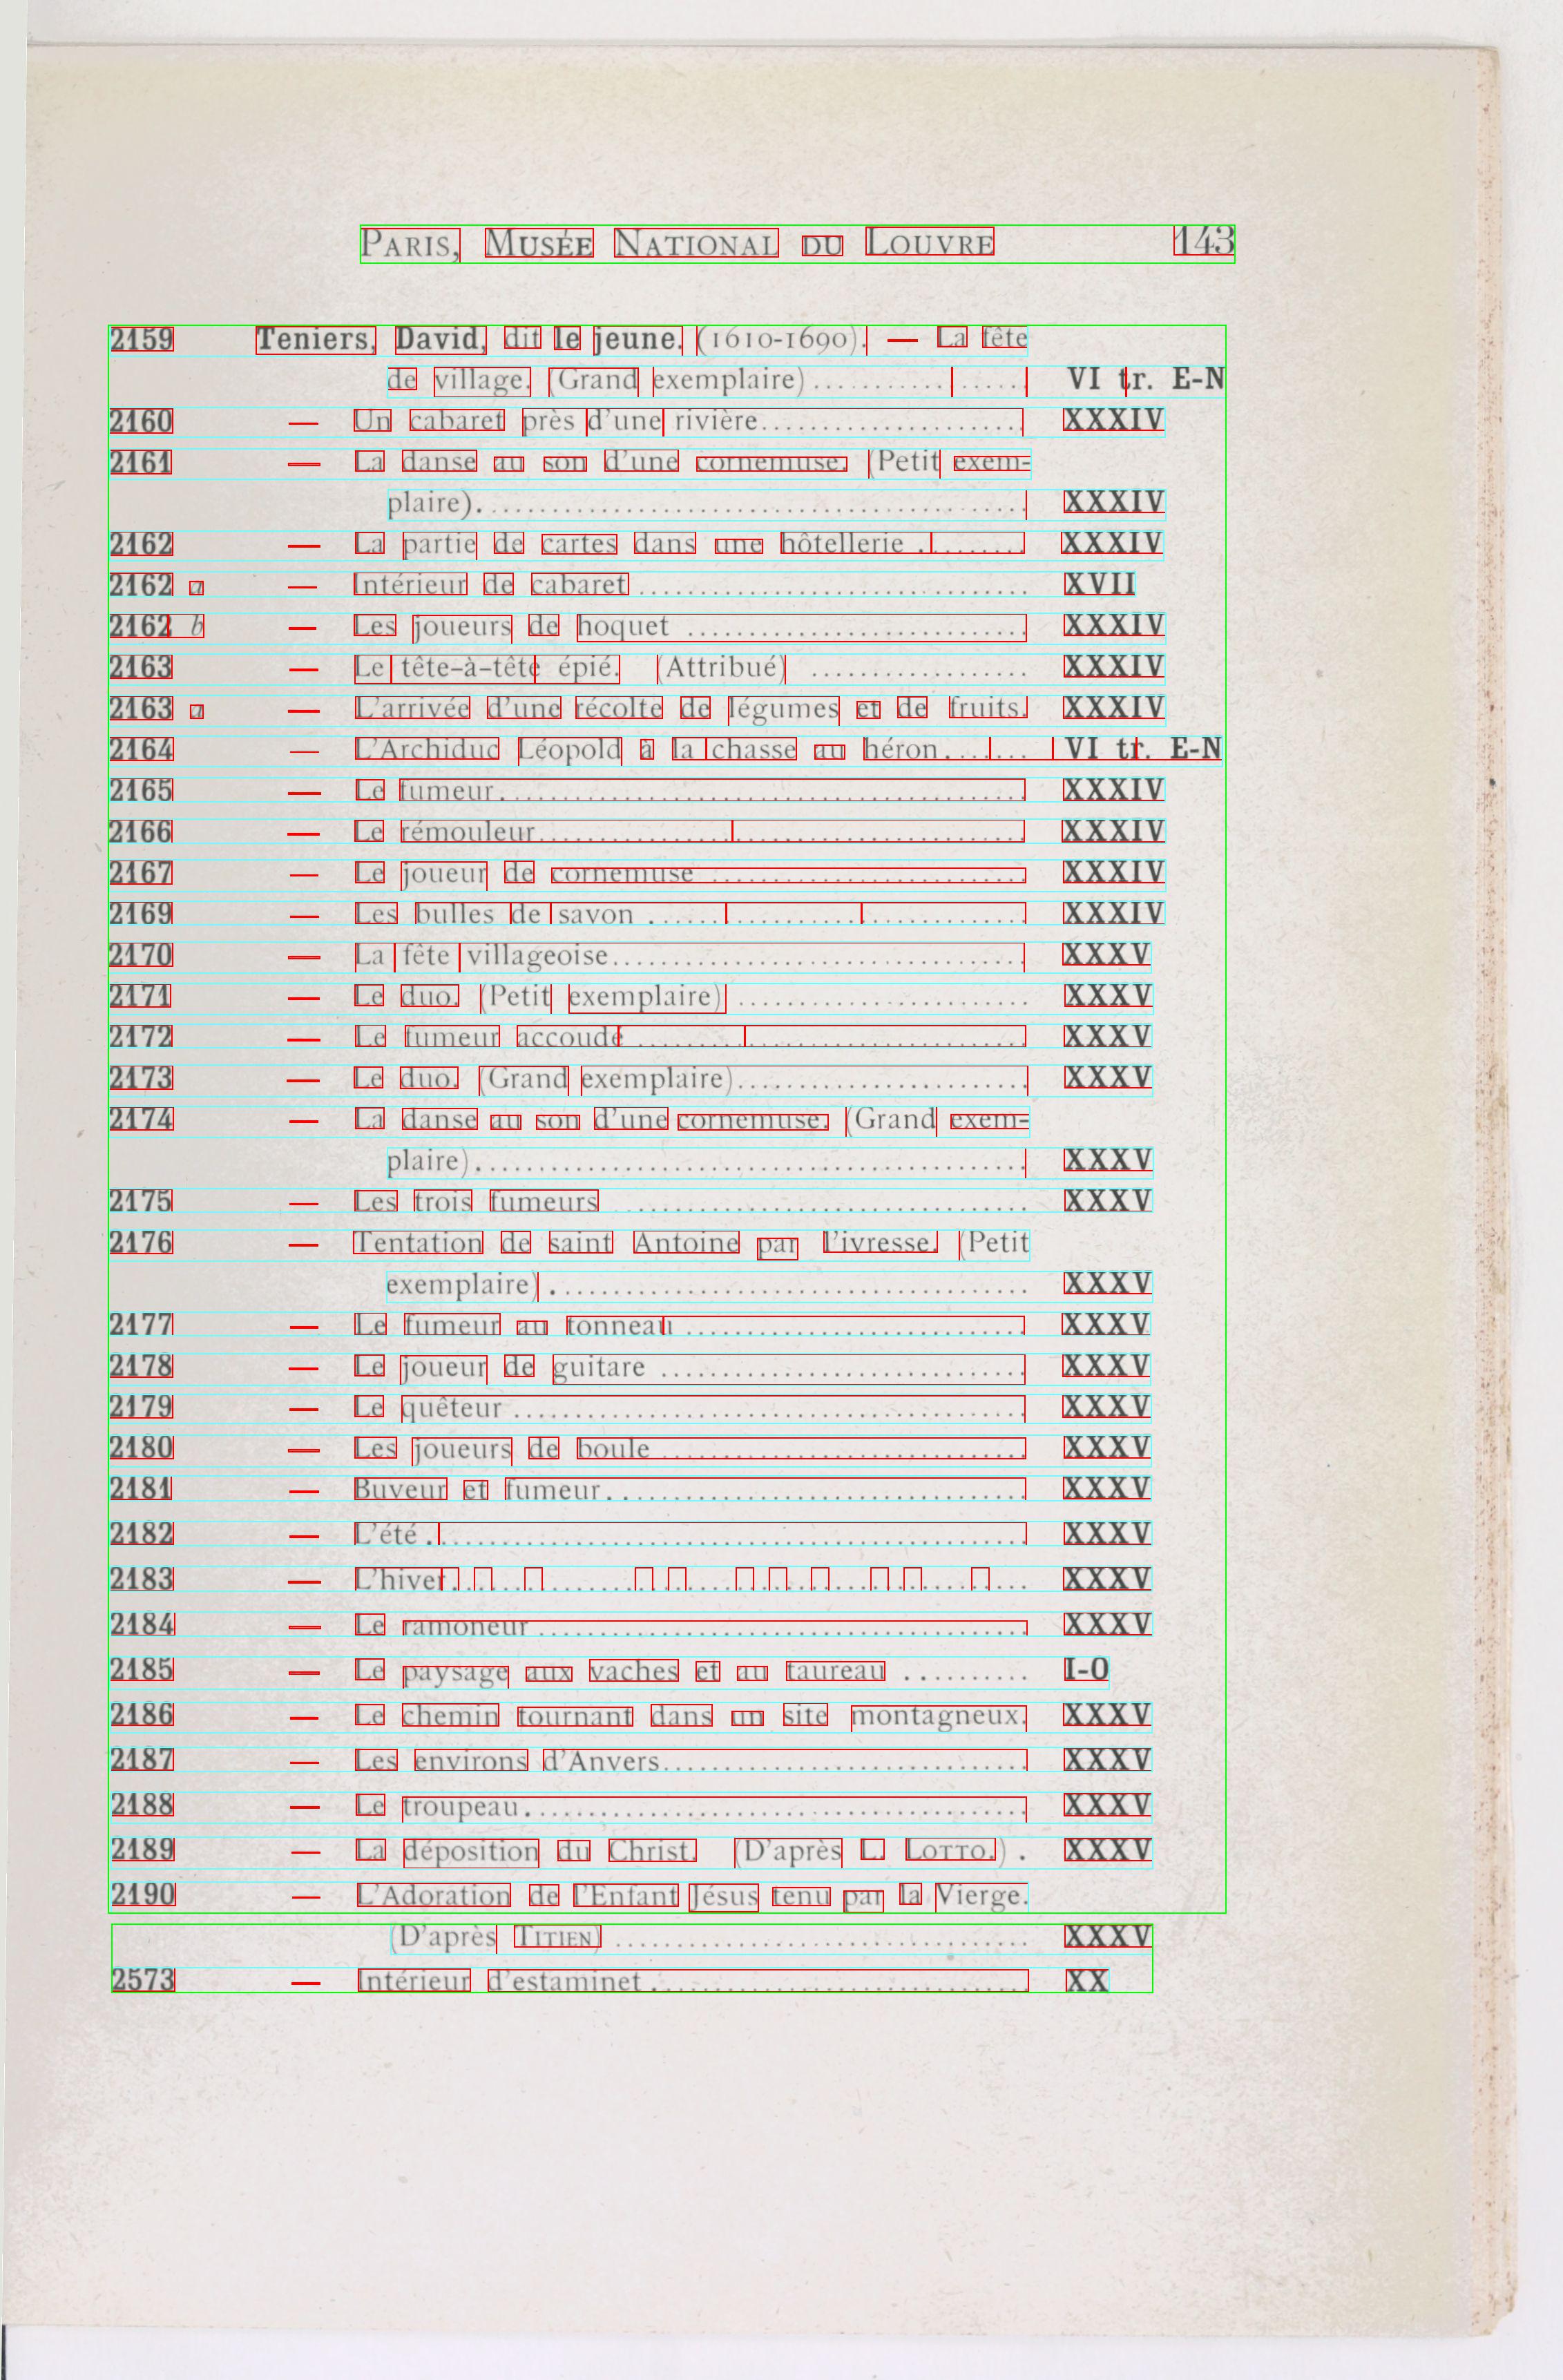 PARIS, MUSÉE NATIONAL DU LOUVRE 143
2159 Teniers, David, dit le jeune. (1610-1690). — La fête
de village. (Grand exemplaire)................. VI tr. E-N
2160 — Un cabaret près d'une rivière..................... XXXIV
2161 — La danse au son d'une cornemuse. (Petit exem-
plaire)............................................ XXXIV
2162 — La partie de cartes dans une hôtellerie ......... XXXIV
2162 a — Intérieur de cabaret ................................ XVII
2162 b — Les joueurs de hoquet ............................ XXXIV
2163 — Le tête-à-tête épié. (Attribué) .................. XXXIV
2163 a — L'arrivée d'une récolte de légumes et de fruits. XXXIV
2164 — L'Archiduc Léopold à la chasse au héron....... VI tr. E-N
2165 — Le fumeur........................................... XXXIV
2166 — Le rémouleur........................................ XXXIV
2167 — Le joueur de cornemuse .......................... XXXIV
2169 — Les bulles de savon ............................... XXXIV
2170 — La fête villageoise.................................. XXXV
2171 — Le duo. (Petit exemplaire) ........................ XXXV
2172 — Le fumeur accoudé ................................ XXXV
2173 — Le duo. (Grand exemplaire)........................ XXXV
2174 — La danse au son d'une cornemuse. (Grand exem-
plaire)............................................. XXXV
2175 — Les trois fumeurs ................................ XXXV
2176 — Tentation de saint Antoine par l'ivresse. (Petit
exemplaire) ....................................... XXXV
2177 — Le fumeur au tonneau ............................ XXXV
2178 — Le joueur de guitare .............................. XXXV
2179 — Le quêteur .......................................... XXXV
2180 — Les joueurs de boule .............................. XXXV
2181 — Buveur et fumeur.................................. XXXV
2182 — L'été ................................................. XXXV
2183 — L'hiver............................................... XXXV
2184 — Le ramoneur ........................................ XXXV
2185 — Le paysage aux vaches et au taureau .......... I-O
2186 — Le chemin tournant dans un site montagneux. XXXV
2187 — Les environs d'Anvers.............................. XXXV
2188 — Le troupeau......................................... XXXV
2189 — La déposition du Christ. (D'après L. LOTTO.) . XXXV
2190 — L'Adoration de l'Enfant Jésus tenu par la Vierge.
(D'après TITIEN) .................................. XXXV
2573 — Intérieur d'estaminet ............................... XX